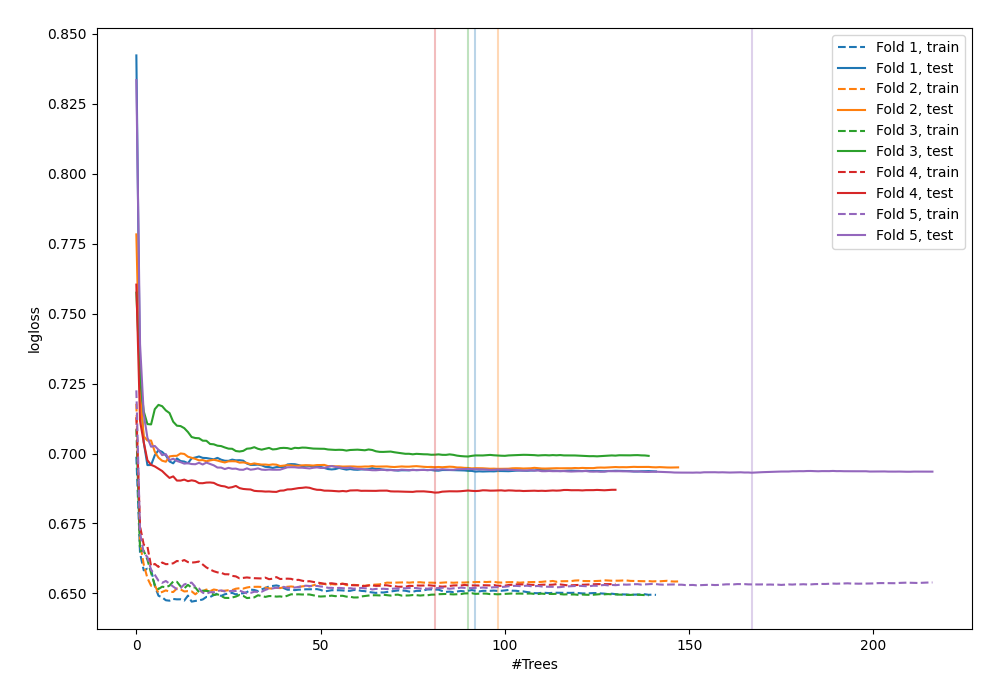 0.850
0.825
0.800
0.775
0.750
0.725
0.700
0.675
0.650
logloss
0
50
100
150
200
#Trees
Fold 1, train
Fold 1, test
Fold 2, train
Fold 2, test
Fold 3, train
Fold 3, test
Fold 4, train
Fold 4, test
Fold 5, train
Fold 5, test